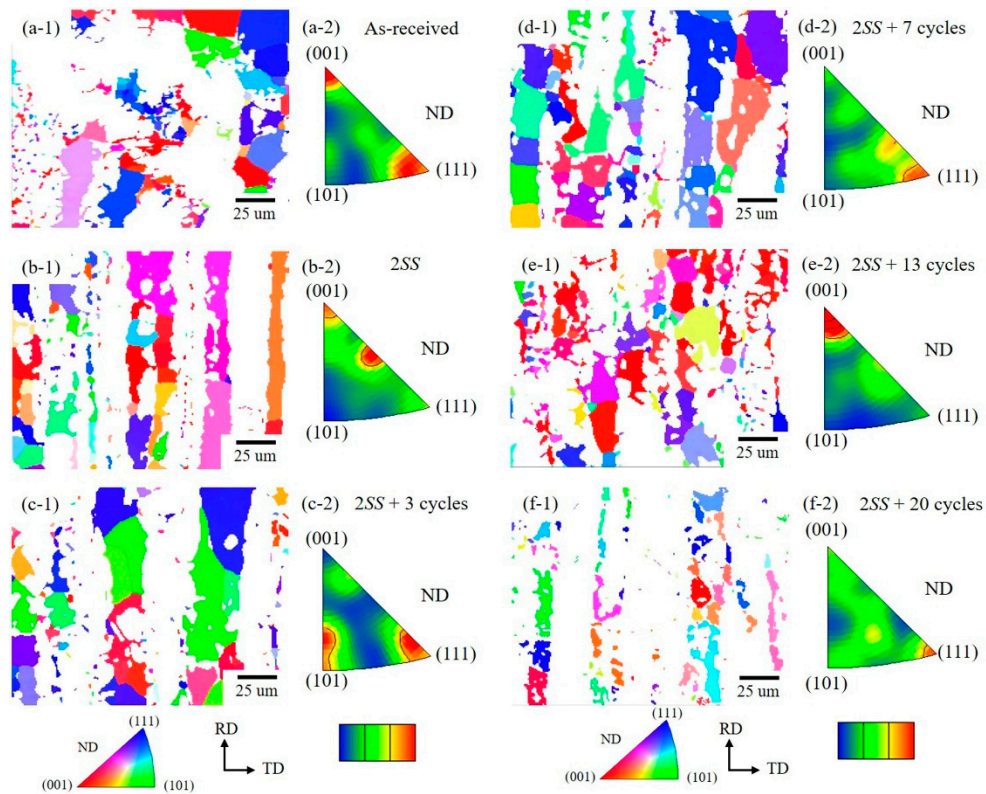 (a-1)
(a-2)
As-received
(001)
ND
(111)
(101)
25 um
(b-1)
(b-2)
2SS
(001)
ND
(111)
(101)
25 um
(c-1)
(c-2)
2SS + 3 cycles
(001)
ND
(111)
(101)
25 um
(111)
ND
(001)
(101)
RD
TD
(d-1)
(d-2)
2SS + 7 cycles
(001)
ND
(111)
(101)
25 um
(e-1)
(e-2)
2SS + 13 cycles
(001)
ND
(111)
(101)
25 um
(f-1)
(f-2)
2SS + 20 cycles
(001)
ND
(111)
(101)
25 um
(111)
ND
(001)
(101)
RD
TD